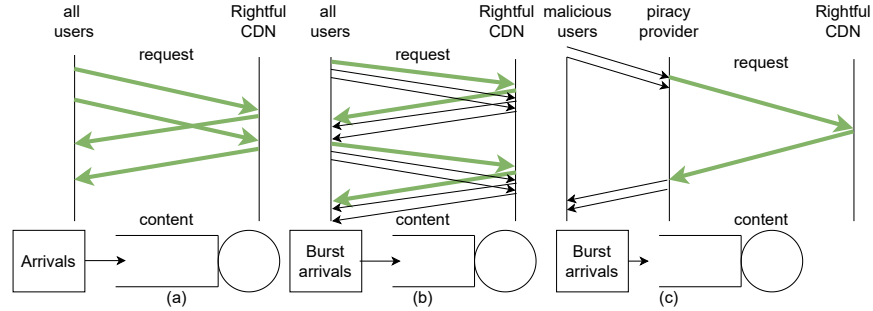 all
users
Rightful
CDN
request
content
Arrivals
(a)
all
users
Rightful
CDN
request
content
Burst
arrivals
(b)
malicious
users
piracy
provider
Rightful
CDN
request
content
Burst
arrivals
(c)